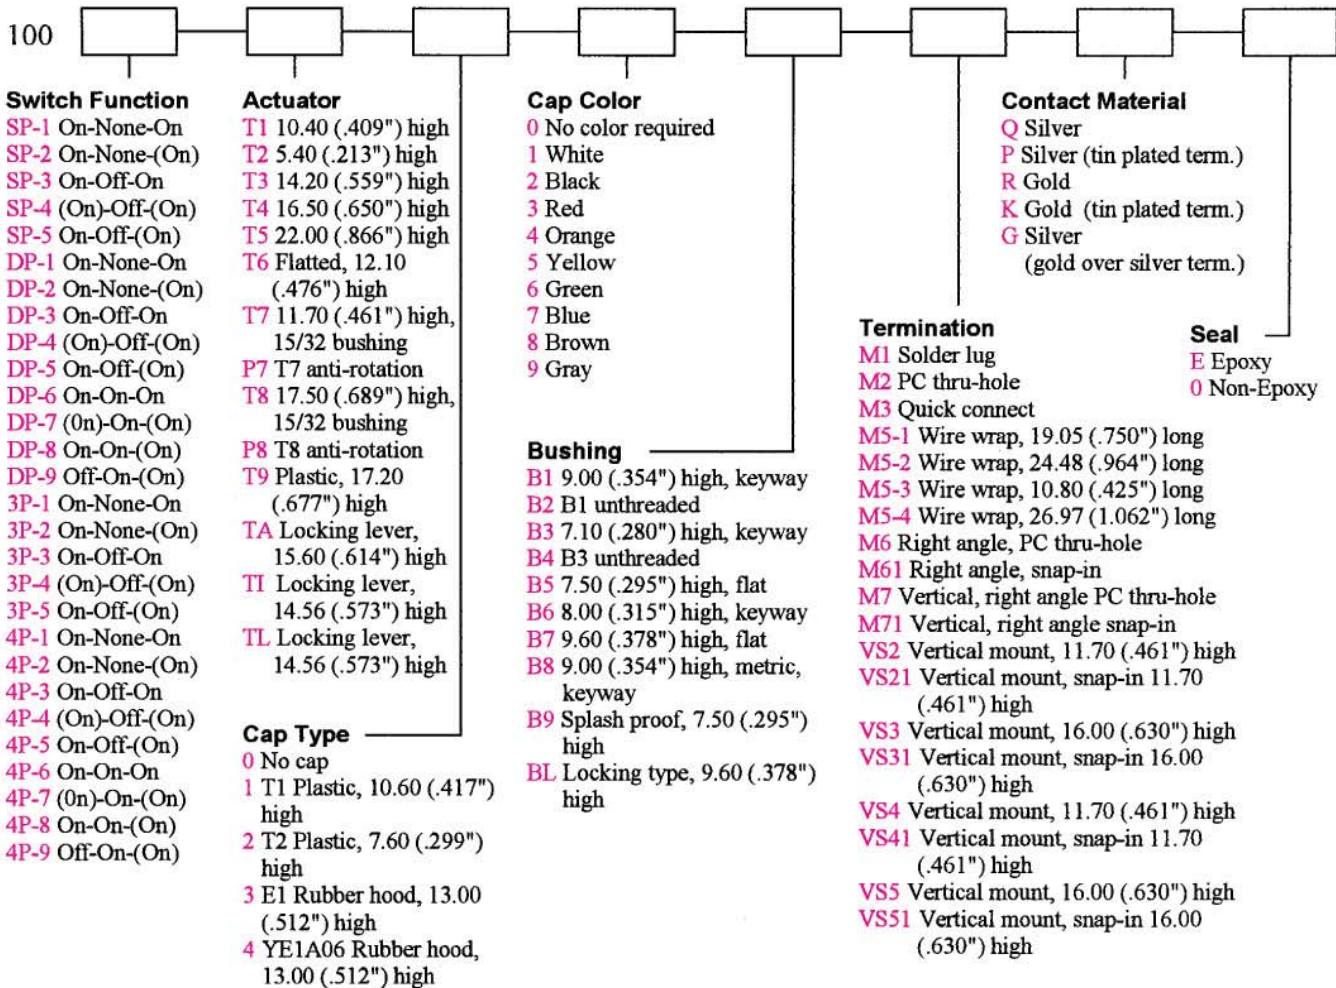 100
Switch Function
SP-1 On-None-On
SP-2 On-None-(On)
SP-3 On-Off-On
SP-4 (On)-Off-(On)
SP-5 On-Off-(On)
DP-1 On-None-On
DP-2 On-None-(On)
DP-3 On-Off-On
DP-4 (On)-Off-(On)
DP-5 On-Off-(On)
DP-6 On-On-On
DP-7 (0n)-On-(On)
DP-8 On-On-(On)
DP-9 Off-On-(On)
3P-1 On-None-On
3P-2 On-None-(On)
3P-3 On-Off-On
3P-4 (On)-Off-(On)
3P-5 On-Off-(On)
4P-1 On-None-On
4P-2 On-None-(On)
4P-3 On-Off-On
4P-4 (On)-Off-(On)
4P-5 On-Off-(On)
4P-6 On-On-On
4P-7 (0n)-On-(On)
4P-8 On-On-(On)
4P-9 Off-On-(On)
Actuator
T1 10.40 (.409") high
T2 5.40 (.213") high
T3 14.20 (.559") high
T4 16.50 (.650") high
T5 22.00 (.866") high
T6 Flatted, 12.10
(.476") high
T7 11.70 (.461") high,
15/32 bushing
P7 T7 anti-rotation
T8 17.50 (.689") high,
15/32 bushing
P8 T8 anti-rotation
T9 Plastic, 17.20
(.677") high
TA Locking lever,
15.60 (.614") high
TI Locking lever,
14.56 (.573") high
TL Locking lever,
14.56 (.573") high
Cap Type
0 No cap
1 T1 Plastic, 10.60 (.417")
high
2 T2 Plastic, 7.60 (.299")
high
3 E1 Rubber hood, 13.00
(.512") high
4 YE1A06 Rubber hood,
13.00 (.512") high
Cap Color
0 No color required
1 White
2 Black
3 Red
4 Orange
5 Yellow
6 Green
7 Blue
8 Brown
9 Gray
Bushing
B1 9.00 (.354") high, keyway
B2 B1 unthreaded
B3 7.10 (.280") high, keyway
B4 B3 unthreaded
B5 7.50 (.295") high, flat
B6 8.00 (.315") high, keyway
B7 9.60 (.378") high, flat
B8 9.00 (.354") high, metric,
keyway
B9 Splash proof, 7.50 (.295")
high
BL Locking type, 9.60 (.378")
high
Termination
M1 Solder lug
M2 PC thru-hole
M3 Quick connect
M5-1 Wire wrap, 19.05 (.750") long
M5-2 Wire wrap, 24.48 (.964") long
M5-3 Wire wrap, 10.80 (.425") long
M5-4 Wire wrap, 26.97 (1.062") long
M6 Right angle, PC thru-hole
M61 Right angle, snap-in
M7 Vertical, right angle PC thru-hole
M71 Vertical, right angle snap-in
VS2 Vertical mount, 11.70 (.461") high
VS21 Vertical mount, snap-in 11.70
(.461") high
VS3 Vertical mount, 16.00 (.630") high
VS31 Vertical mount, snap-in 16.00
(.630") high
VS4 Vertical mount, 11.70 (.461") high
VS41 Vertical mount, snap-in 11.70
(.461") high
VS5 Vertical mount, 16.00 (.630") high
VS51 Vertical mount, snap-in 16.00
(.630") high
Contact Material
Q Silver
P Silver (tin plated term.)
R Gold
K Gold (tin plated term.)
G Silver
(gold over silver term.)
Seal
E Epoxy
0 Non-Epoxy